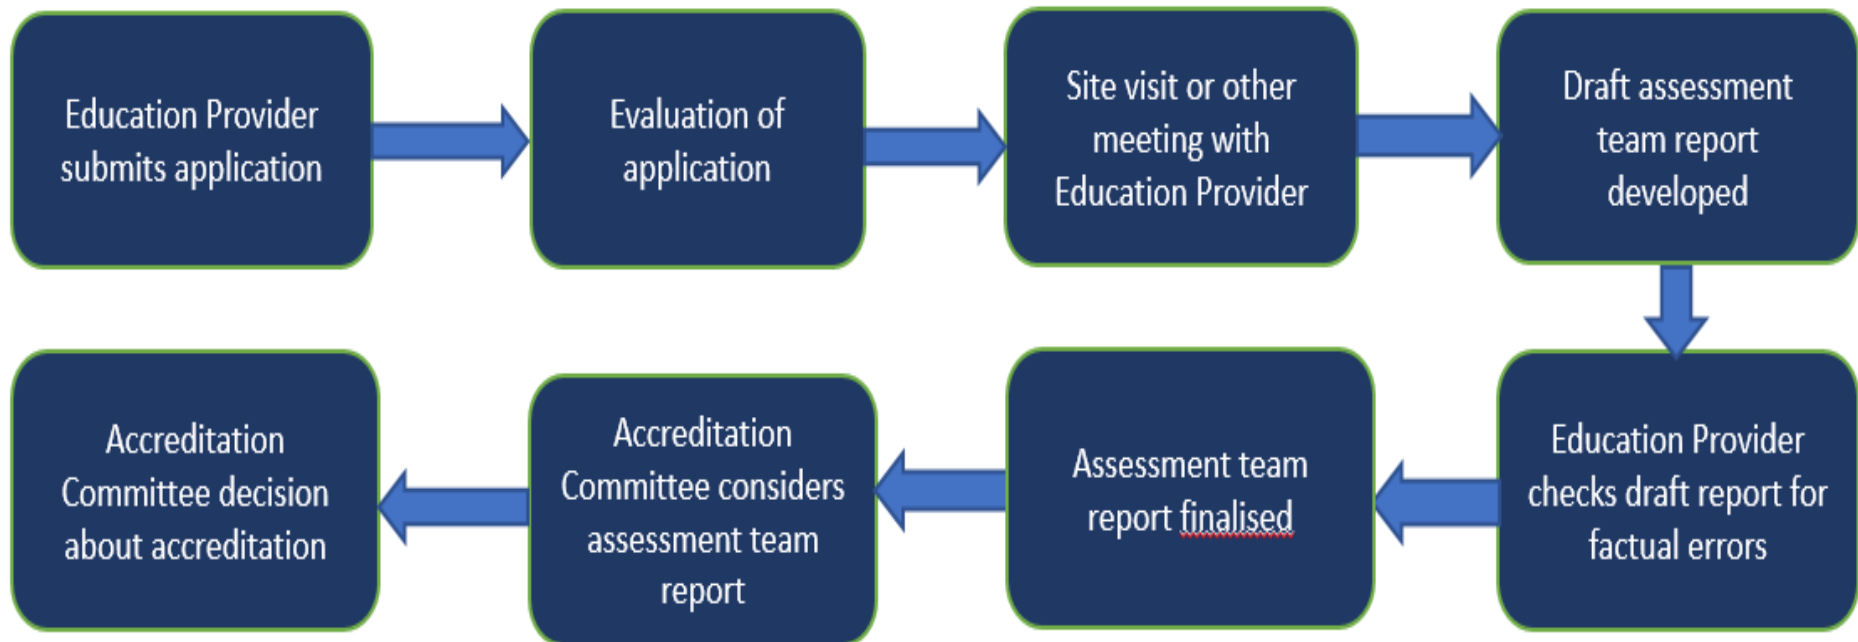 Education Provider
submits application
Evaluation of
application
Site visit or other
meeting with
Education Provider
Draft assessment
team report
developed
Education Provider
checks draft report for
factual errors
Assessment team
report finalised
Accreditation
Committee considers
assessment team
report
Accreditation
Committee decision
about accreditation